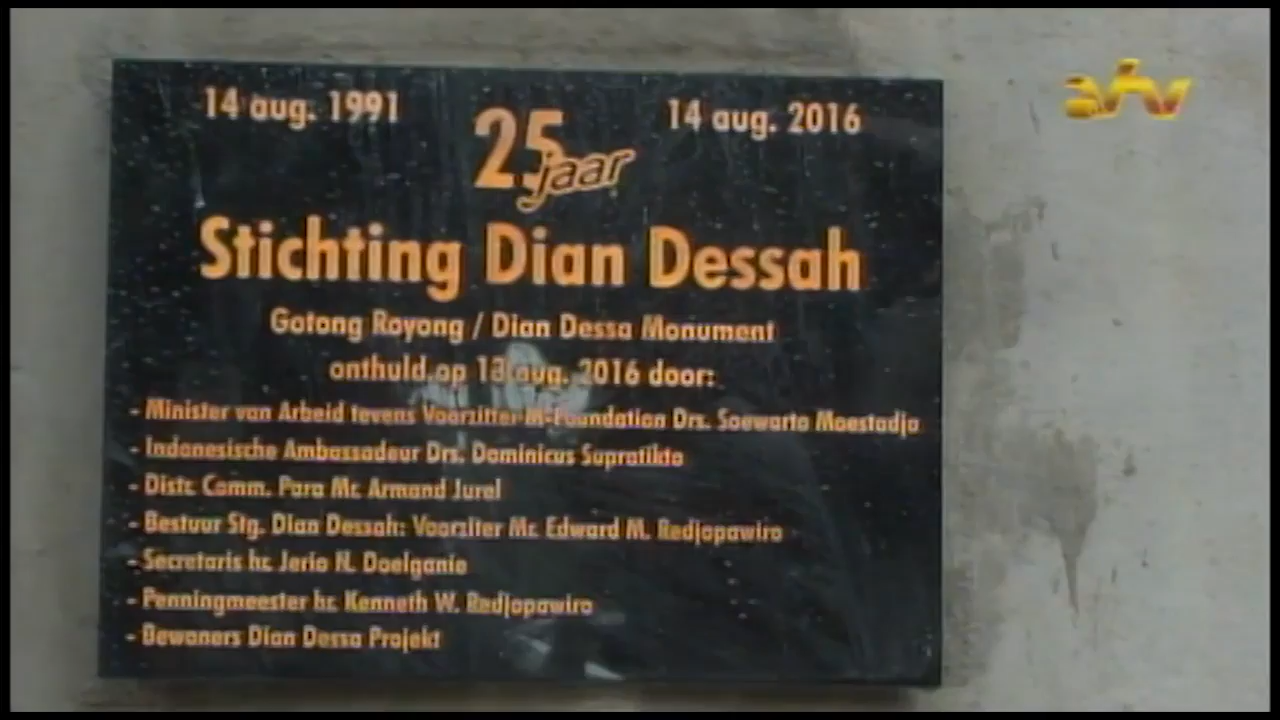 14 aug. 1991
14 aug. 2016
25 jaar
Stichting Dian Dessah
Gotong Royong / Dian Dessa Monument
onthuld op 13 aug. 2016 door:
- Minister van Arbeid tevens Voorzitter M-Foundation Drs. Soewarto Moestadja
- Indonesische Ambassadeur Drs. Dominicus Supratikto
- Distr. Comm. Para Mr. Armand Jurel
- Bestuur Stg. Dian Dessah: Voorziter Mr. Edward M. Redjopawiro
- Secretaris hr. Jerio N. Doelganie
- Penningmeester hr. Kenneth W. Redjopawiro
- Bewoners Dian Dessa Projekt